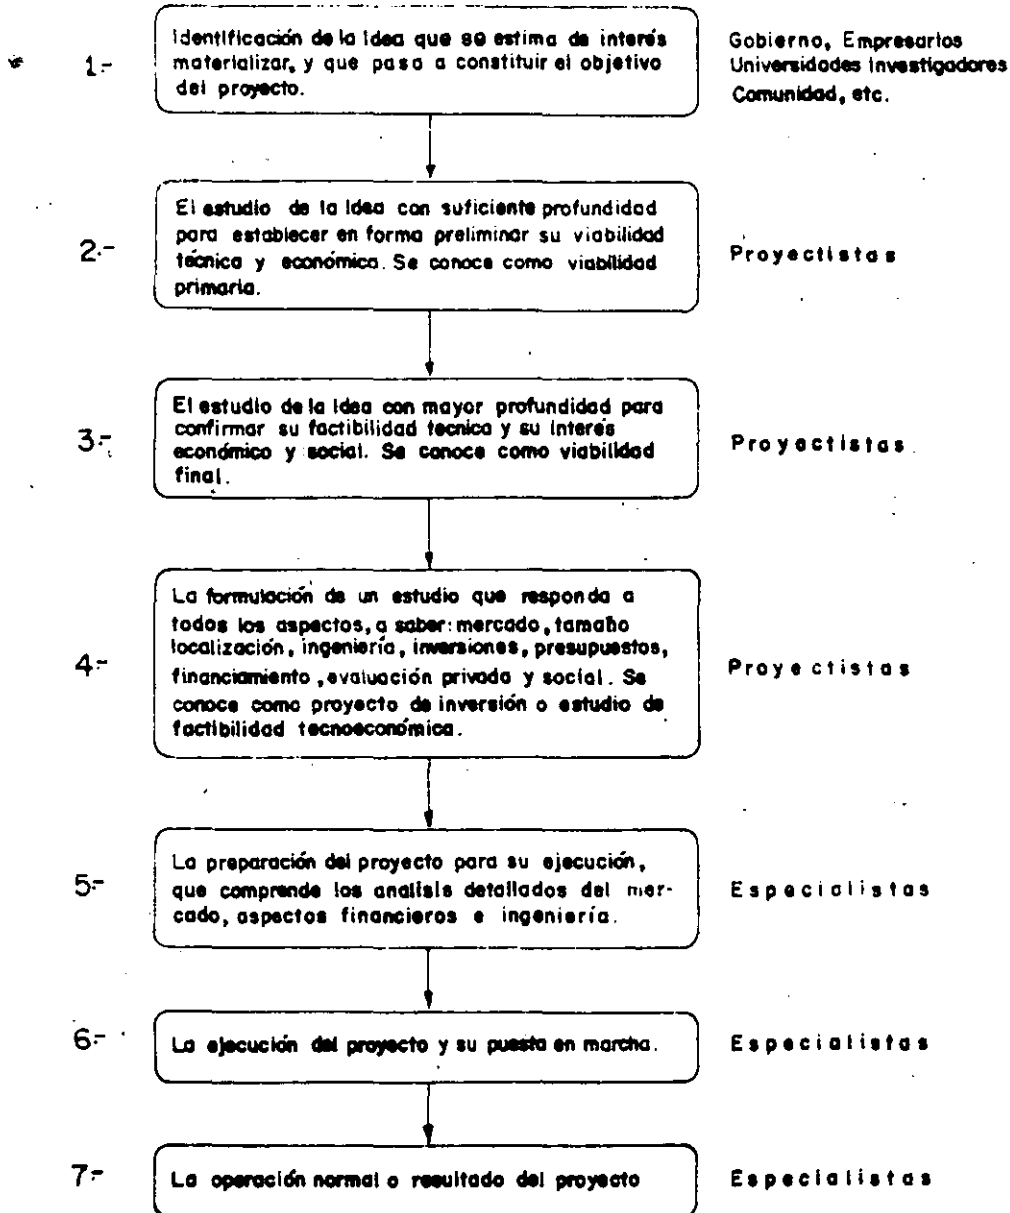 1.-
Identificación de la idea que se estima de interés
materializar, y que pasa a constituir el objetivo
del proyecto.
Gobierno, Empresarios
Universidades Investigadores
Comunidad, etc.
2.-
El estudio de la idea con suficiente profundidad
para establecer en forma preliminar su viabilidad
técnica y económica. Se conoce como viabilidad
primaria.
Proyectistas
3.-
El estudio de la idea con mayor profundidad para
confirmar su factibilidad tecnica y su interés
económico y social. Se conoce como viabilidad
final.
Proyectistas
4.-
La formulación de un estudio que responda a
todos los aspectos, a saber: mercado, tamaño
localización, ingeniería, inversiones, presupuestos,
financiamiento, evaluación privada y social. Se
conoce como proyecto de inversión o estudio de
factibilidad tecnoeconómica.
Proyectistas
5.-
La preparación del proyecto para su ejecución,
que comprende los analisis detallados del mer-
cado, aspectos financieros e ingeniería.
Especialistas
6.-
La ejecución del proyecto y su puesta en marcha.
Especialistas
7.-
La operación normal o resultado del proyecto
Especialistas